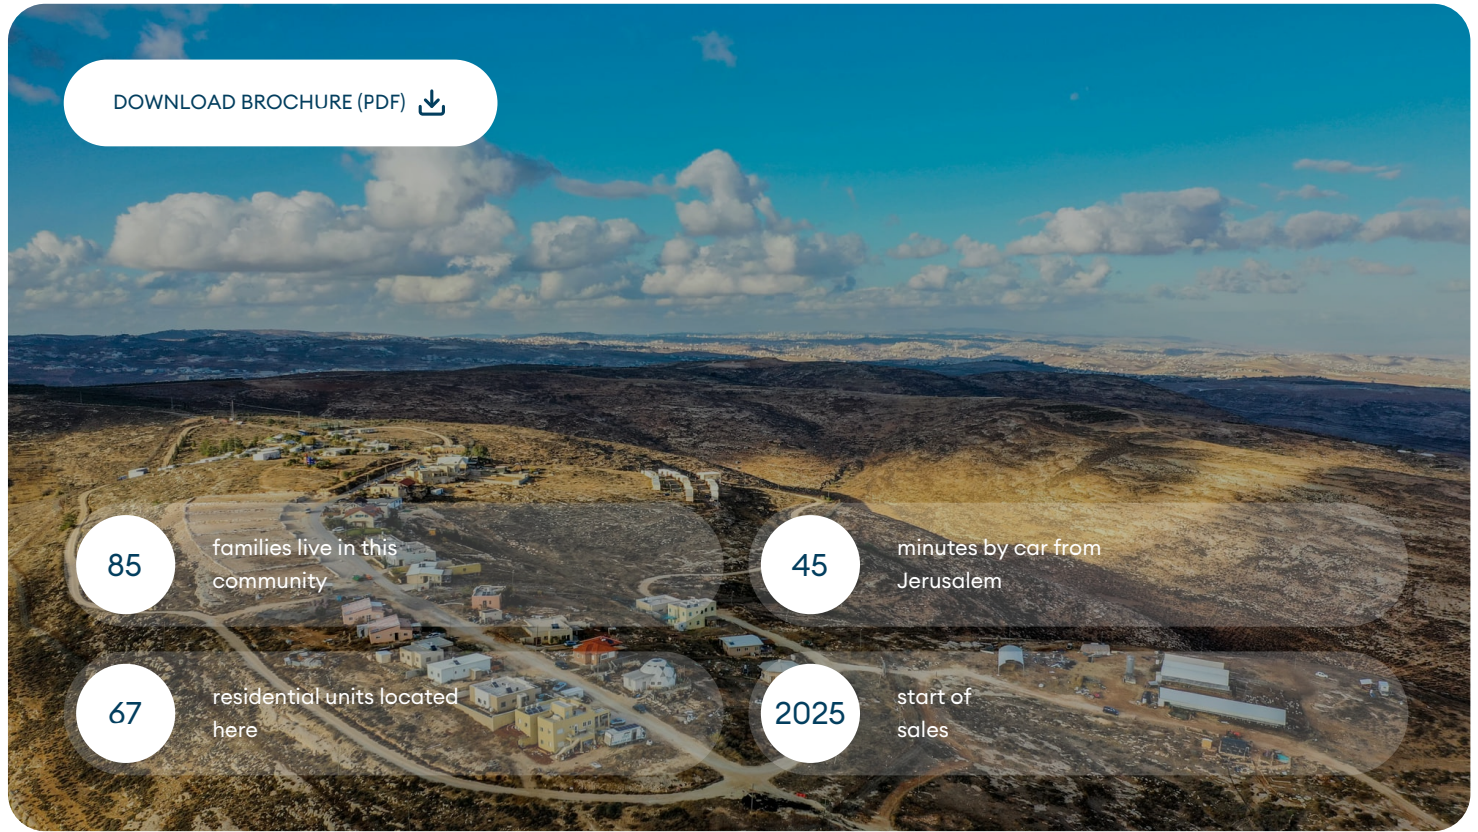 DOWNLOAD BROCHURE (PDF)
85
families live in this
community
45
minutes by car from
Jerusalem
67
residential units located
here
2025
start of
sales